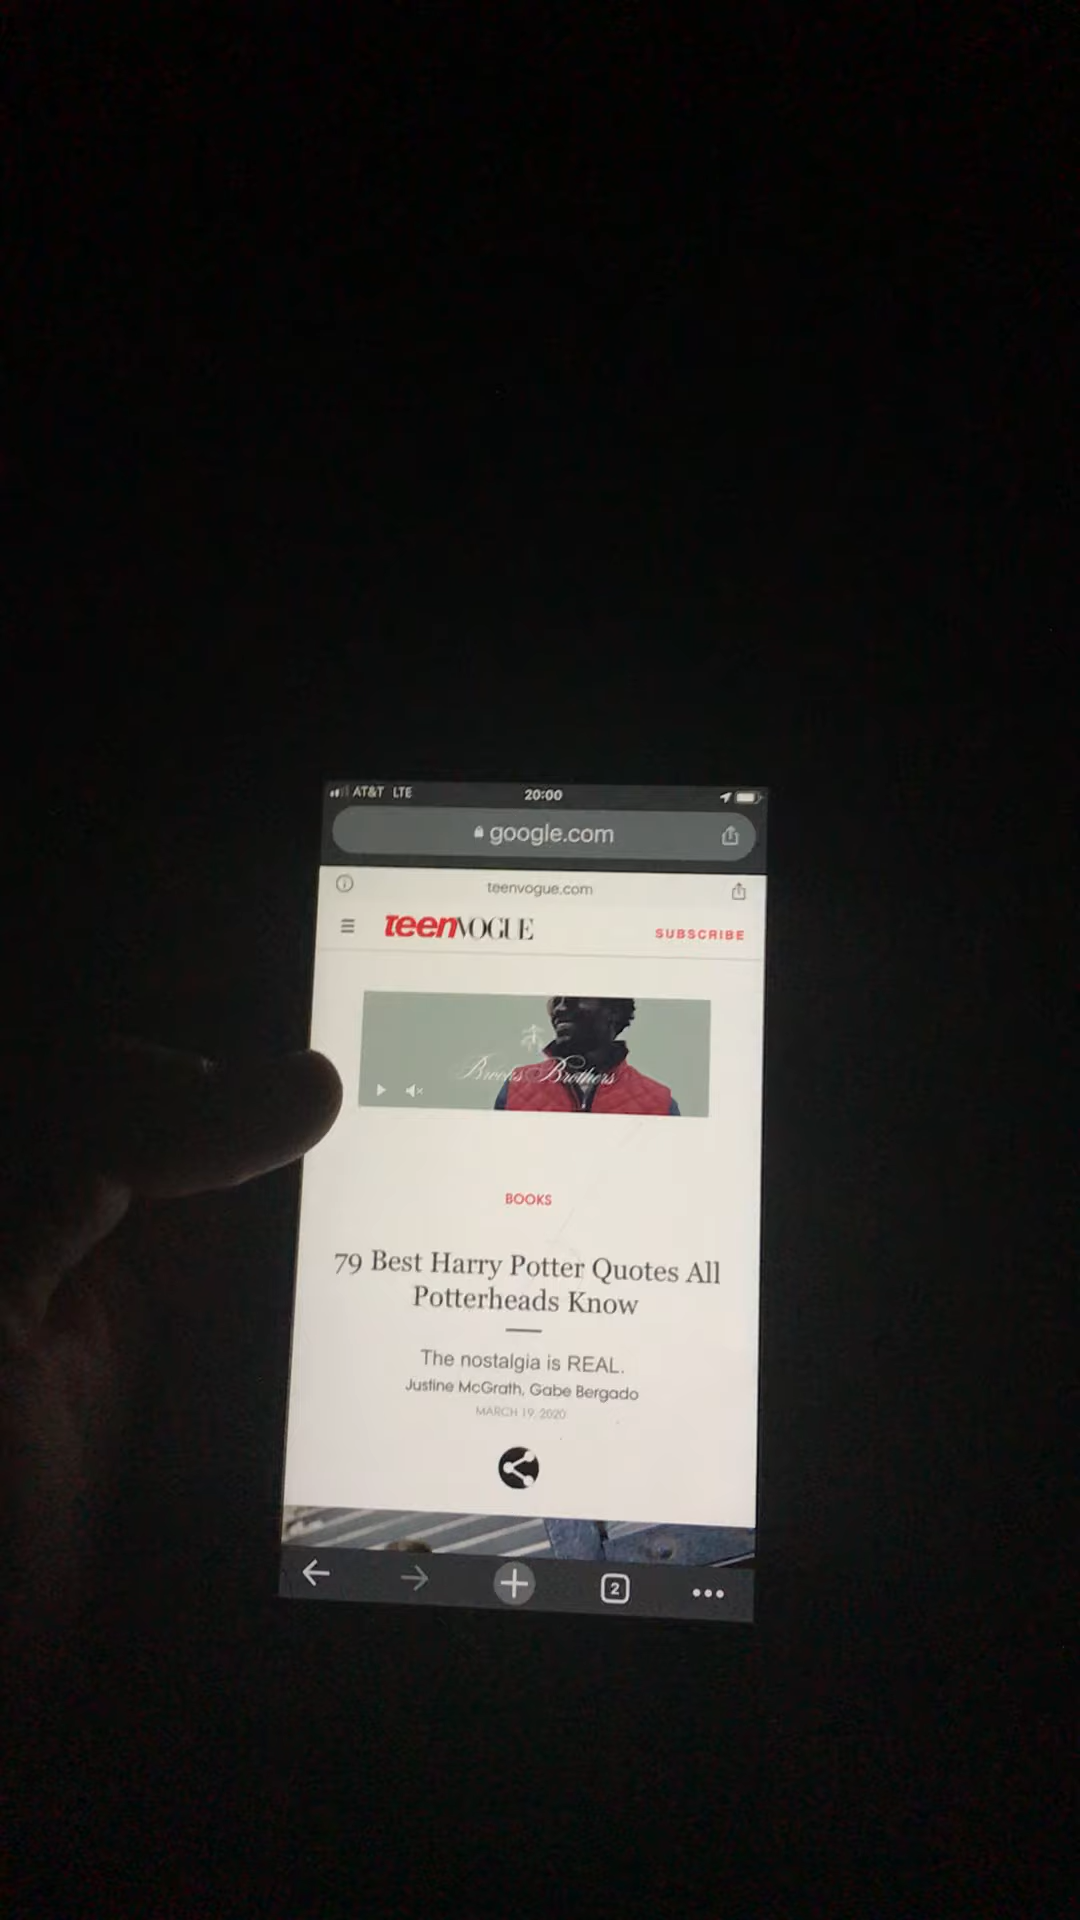 AT&T LTE 20:00
google.com
teenvogue.com
teenVOGUE SUBSCRIBE
Brooks Brothers
BOOKS
79 Best Harry Potter Quotes All
Potterheads Know
The nostalgia is REAL.
Justine McGrath, Gabe Bergado
MARCH 19, 2020
2